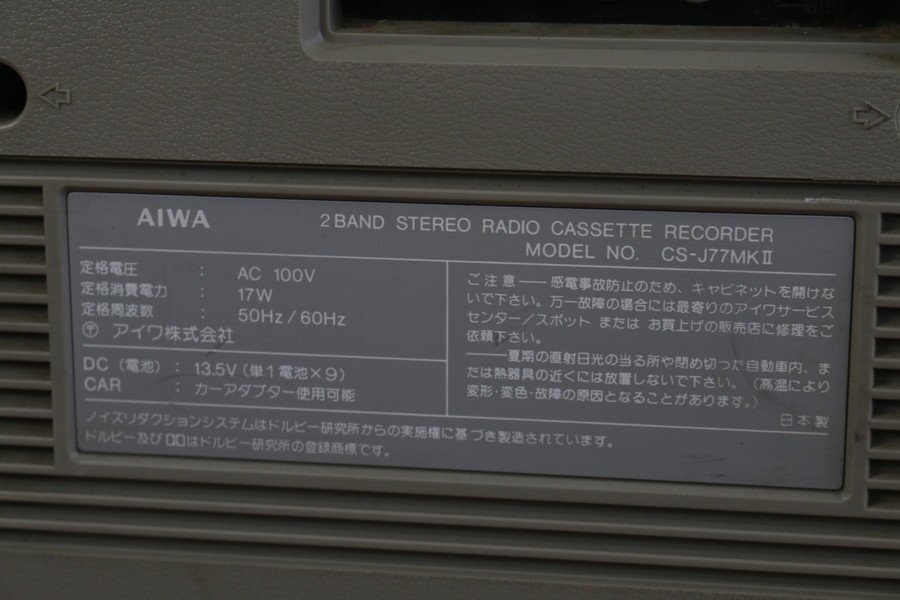 AIWA
2 BAND STEREO RADIO CASSETTE RECORDER
MODEL NO. CS-J77MKⅡ
定格電圧 : AC 100V
定格消費電力 : 17W
定格周波数 : 50Hz / 60Hz
〒 アイワ株式会社
DC (電池) : 13.5V (単1電池×9)
CAR : カーアダプター使用可能
ご注意 — 感電事故防止のため、キャビネットを開けな
いで下さい。万一故障の場合には最寄りのアイワサービス
センター/スポット または お買上げの販売店に修理をご
依頼下さい。
—夏期の直射日光の当る所や閉め切った自動車内、ま
たは熱器具の近くには放置しないで下さい。(高温により
変形・変色・故障の原因となることがあります。)
日本製
ノイズリダクションシステムはドルビー研究所からの実施権に基づき製造されています。
ドルビー及び▯▯はドルビー研究所の登録商標です。